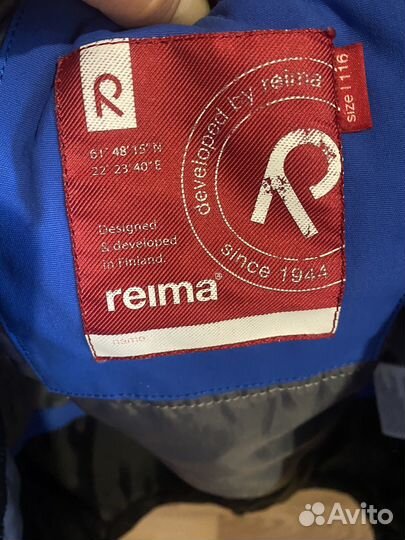 developed by reima
size | 116
61° 48' 15" N
22° 23' 40" E
Designed
& developed
in Finland.
since 1944
reima®
name
Avito